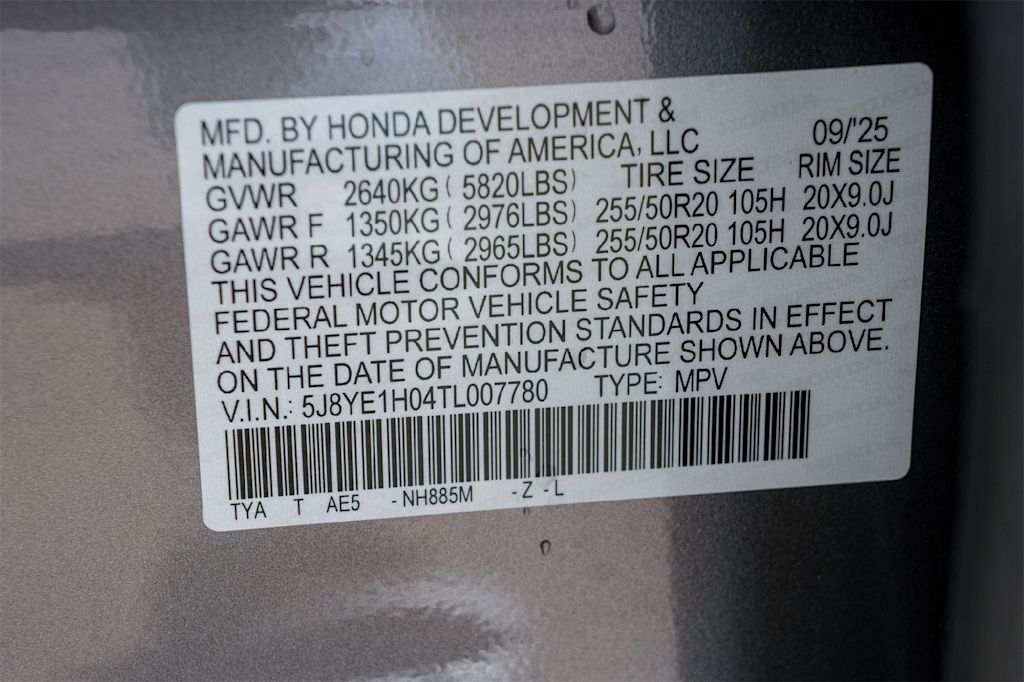 MFD. BY HONDA DEVELOPMENT &
MANUFACTURING OF AMERICA, LLC 09/'25
GVWR 2640KG ( 5820LBS) TIRE SIZE RIM SIZE
GAWR F 1350KG ( 2976LBS) 255/50R20 105H 20X9.0J
GAWR R 1345KG ( 2965LBS) 255/50R20 105H 20X9.0J
THIS VEHICLE CONFORMS TO ALL APPLICABLE
FEDERAL MOTOR VEHICLE SAFETY
AND THEFT PREVENTION STANDARDS IN EFFECT
ON THE DATE OF MANUFACTURE SHOWN ABOVE.
V.I.N.: 5J8YE1H04TL007780 TYPE: MPV
TYA T AE5 - NH885M - Z - L